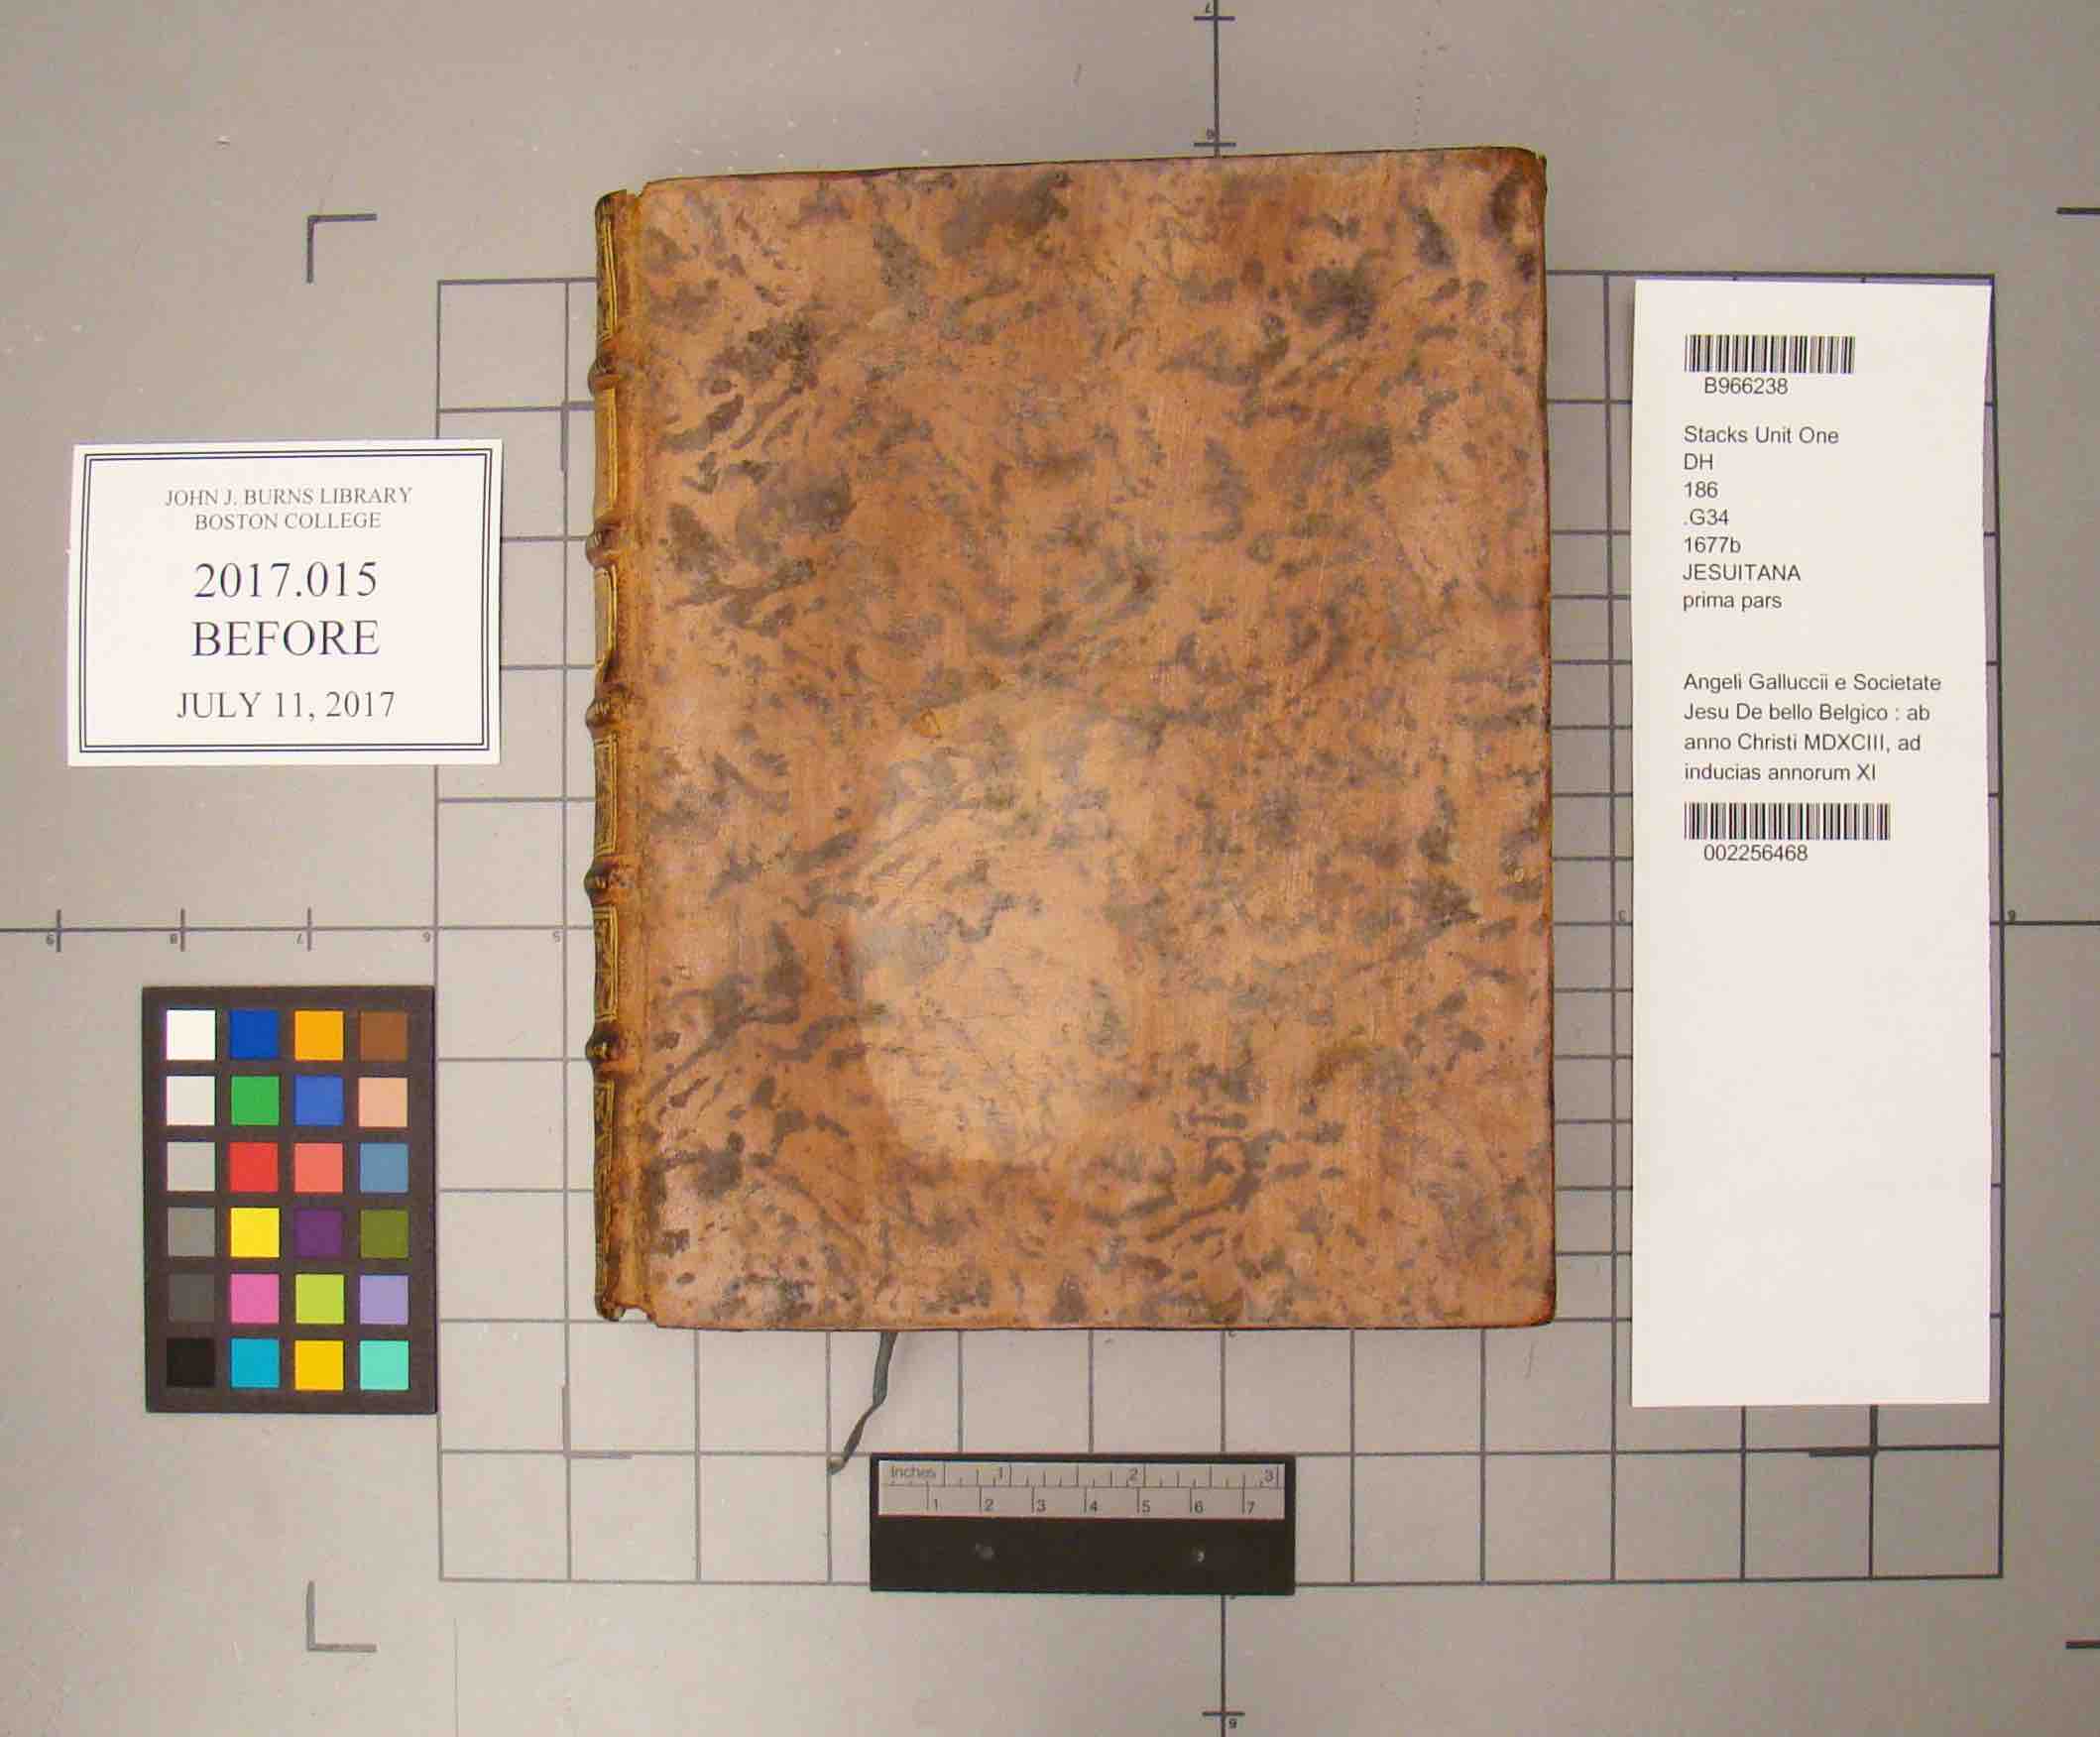 JOHN J. BURNS LIBRARY
BOSTON COLLEGE
2017.015
BEFORE
JULY 11, 2017
B966238
Stacks Unit One
DH
186
.G34
1677b
JESUITANA
prima pars
Angeli Galluccii e Societate
Jesu De bello Belgico : ab
anno Christi MDXCIII, ad
inducias annorum XI
002256468
Inches 1 2 3
1 2 3 4 5 6 7